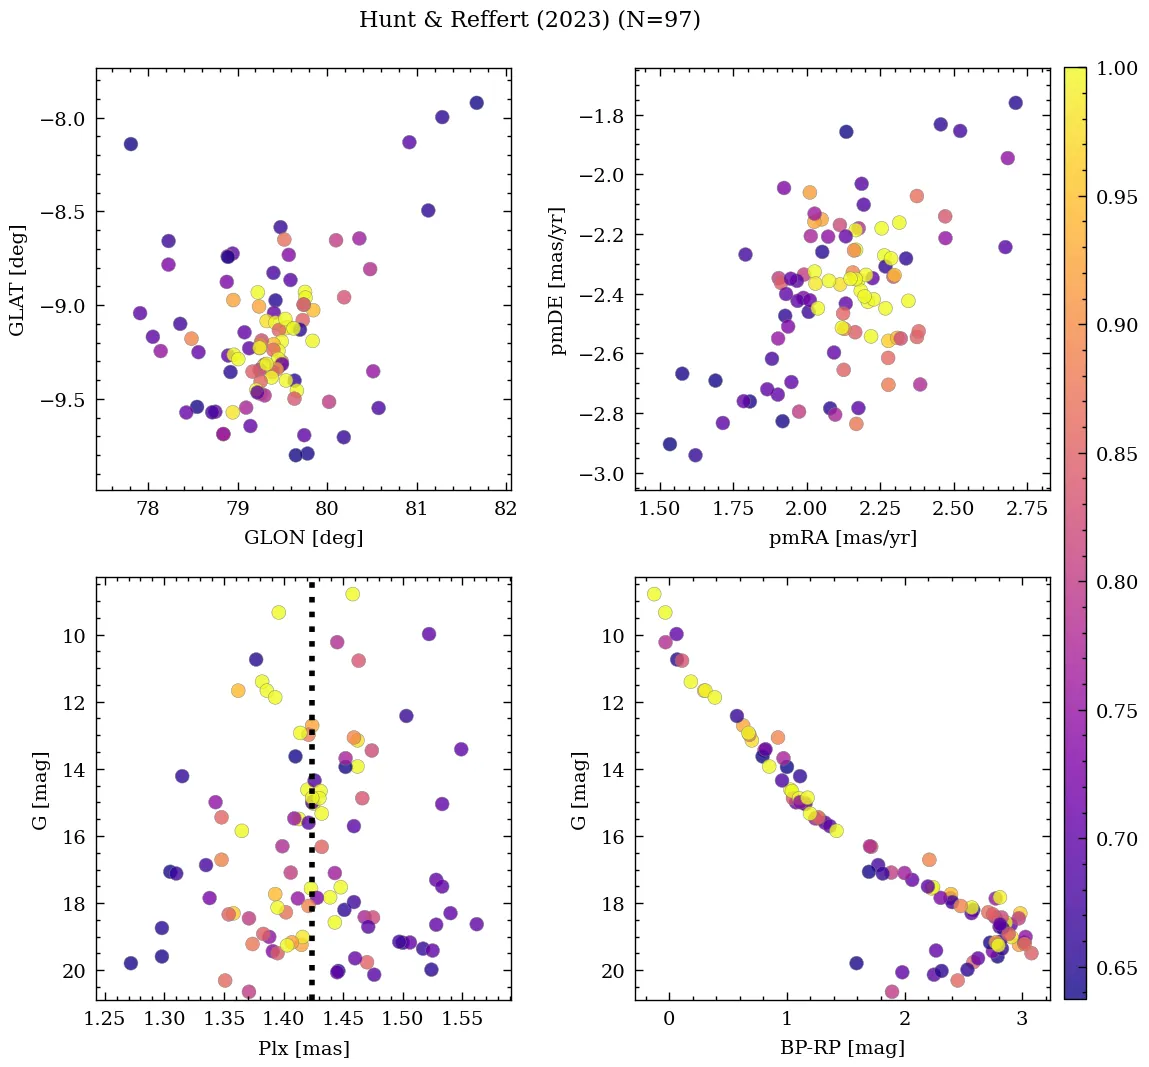 Hunt & Reffert (2023) (N=97)
−8.0
−8.5
−9.0
−9.5
GLAT [deg]
78 79 80 81 82
GLON [deg]
−1.8
−2.0
−2.2
−2.4
−2.6
−2.8
−3.0
pmDE [mas/yr]
1.50 1.75 2.00 2.25 2.50 2.75
pmRA [mas/yr]
10
12
14
16
18
20
G [mag]
1.25 1.30 1.35 1.40 1.45 1.50 1.55
Plx [mas]
10
12
14
16
18
20
G [mag]
0 1 2 3
BP-RP [mag]
1.00
0.95
0.90
0.85
0.80
0.75
0.70
0.65